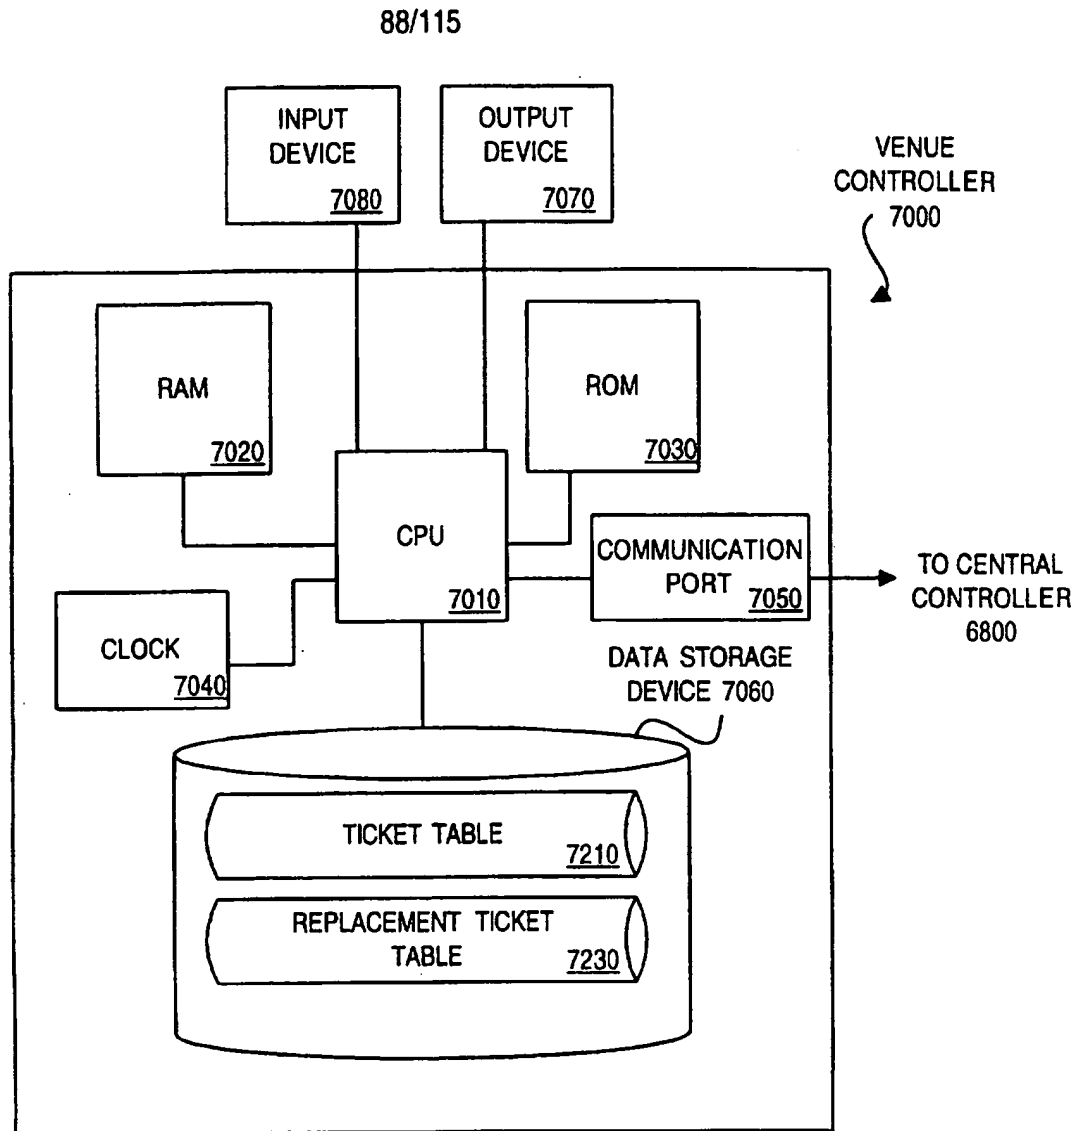 88/115
INPUT
DEVICE
7080
OUTPUT
DEVICE
7070
VENUE
CONTROLLER
7000
RAM
7020
ROM
7030
CPU
7010
COMMUNICATION
PORT
7050
TO CENTRAL
CONTROLLER
6800
CLOCK
7040
DATA STORAGE
DEVICE 7060
TICKET TABLE
7210
REPLACEMENT TICKET
TABLE
7230